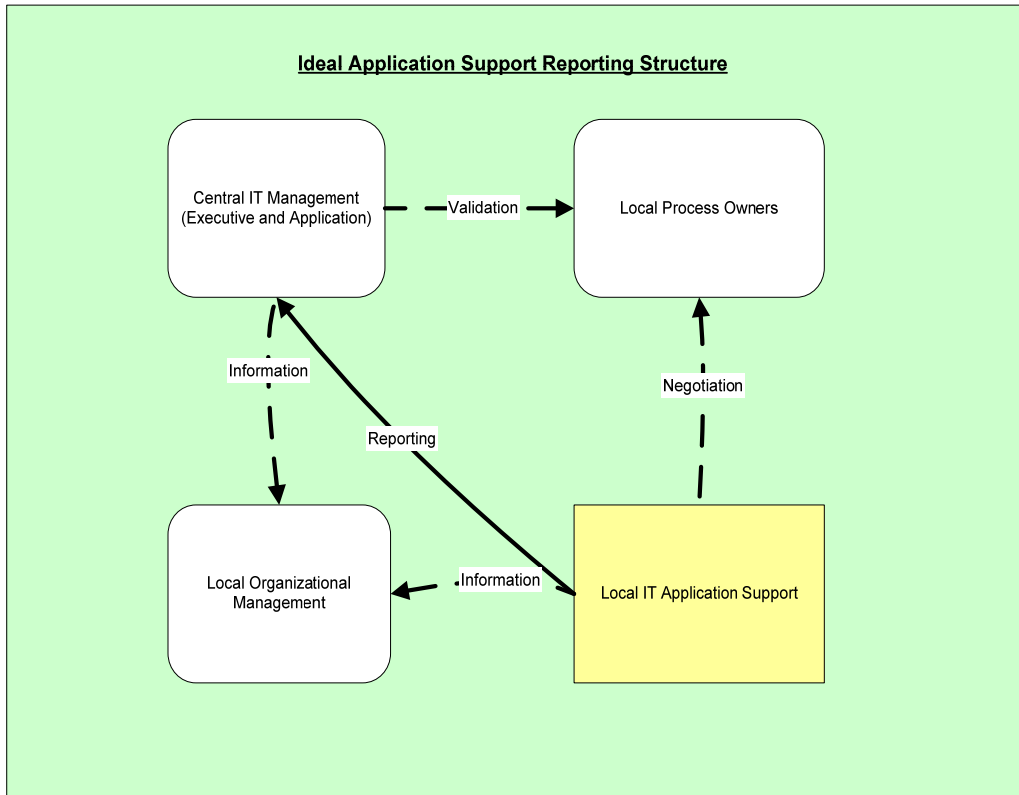 Ideal Application Support Reporting Structure
Central IT Management
(Executive and Application)
Validation
Local Process Owners
Information
Negotiation
Reporting
Local Organizational
Management
Information
Local IT Application Support